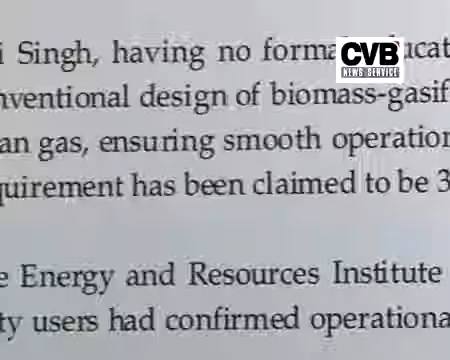 i Singh, having no formal
CVB
NEWS SERVICE
nventional design of biomass-gasif
an gas, ensuring smooth operation
quirement has been claimed to be 3
e Energy and Resources Institute
ty users had confirmed operationa